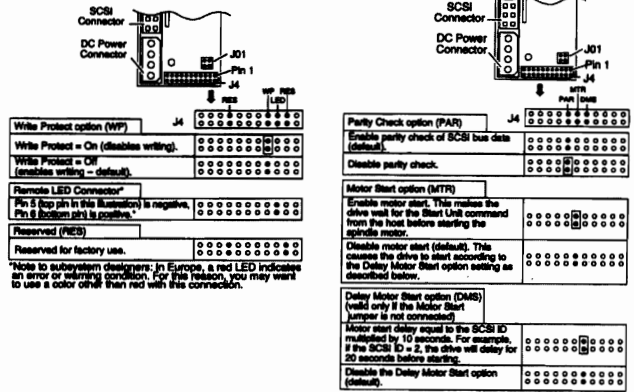 SCSI
Connector
DC Power
Connector
J01
Pin 1
J4
RES
WP RES
LED
J4
Write Protect option (WP)
Write Protect = On (disables writing).
Write Protect = Off
(enables writing – default).
Remote LED Connector*
Pin 5 (top pin in this illustration) is negative,
Pin 6 (bottom pin) is positive.*
Reserved (RES)
Reserved for factory use.
*Note to subsystem designers: In Europe, a red LED indicates
an error or warning condition. For this reason, you may want
to use a color other than red with this connection.
SCSI
Connector
DC Power
Connector
J01
Pin 1
J4
MTR
PAR DMS
J4
Parity Check option (PAR)
Enable parity check of SCSI bus data
(default).
Disable parity check.
Motor Start option (MTR)
Enable motor start. This makes the
drive wait for the Start Unit command
from the host before starting the
spindle motor.
Disable motor start (default). This
causes the drive to start according to
the Delay Motor Start option setting as
described below.
Delay Motor Start option (DMS)
(valid only if the Motor Start
jumper is not connected)
Motor start delay equal to the SCSI ID
multiplied by 10 seconds. For example,
if the SCSI ID = 2, the drive will delay for
20 seconds before starting.
Disable the Delay Motor Start option
(default).